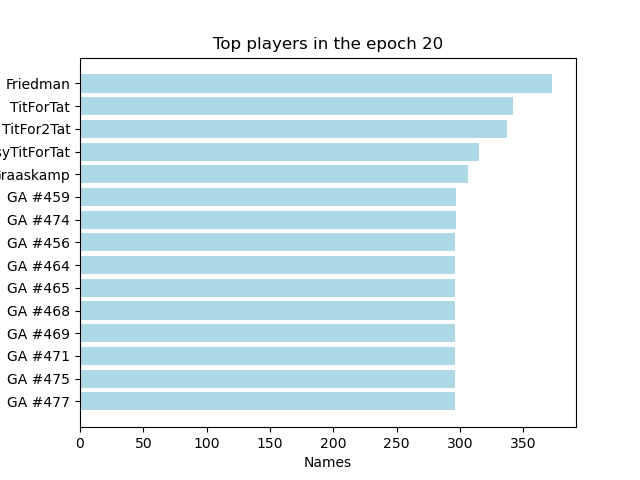 Top players in the epoch 20
Friedman
TitForTat
TitFor2Tat
syTitForTat
Graaskamp
GA #459
GA #474
GA #456
GA #464
GA #465
GA #468
GA #469
GA #471
GA #475
GA #477
0 50 100 150 200 250 300 350
Names